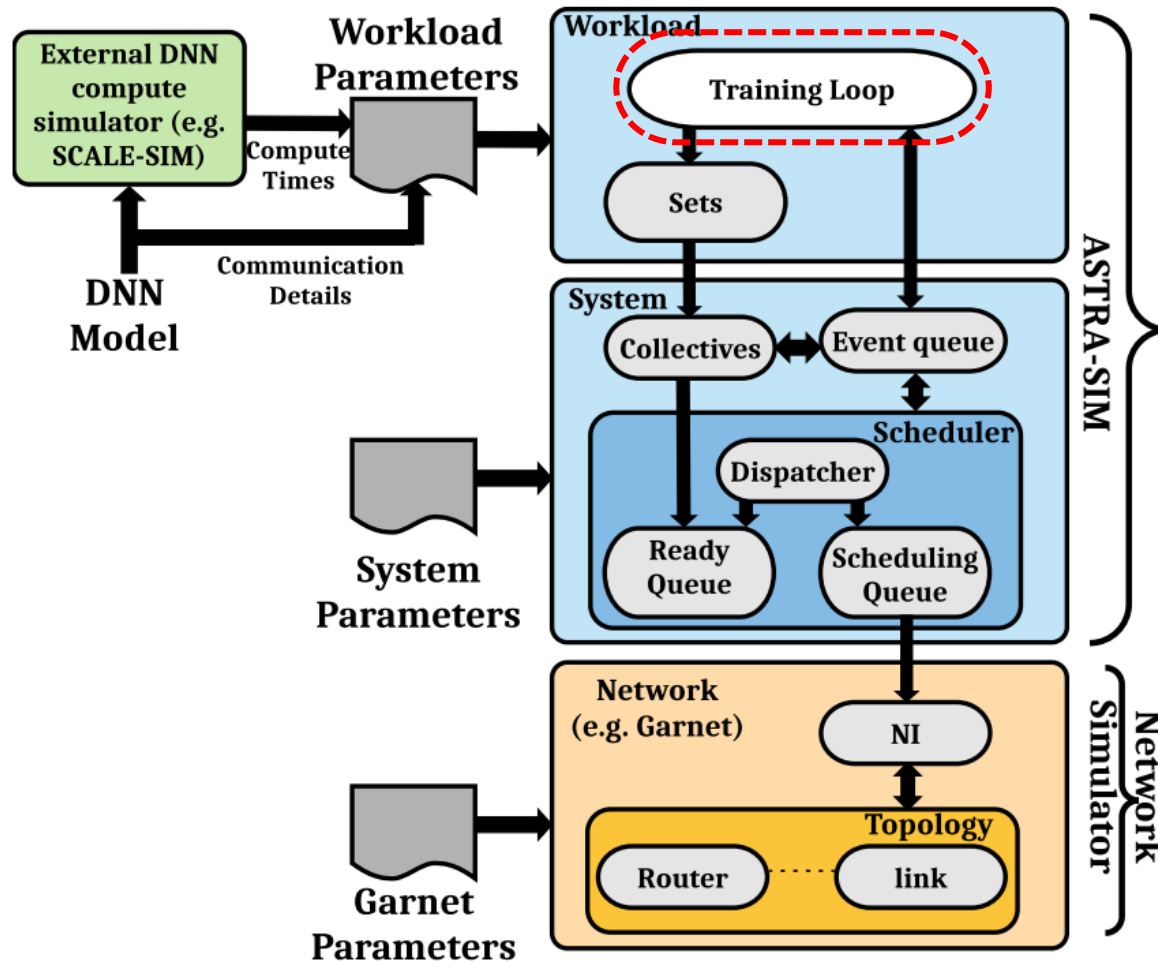 External DNN
compute
simulator (e.g.
SCALE-SIM)
Workload
Parameters
Compute
Times
Communication
Details
DNN
Model
Workload
Training Loop
Sets
System
Collectives
Event queue
Scheduler
Dispatcher
Ready
Queue
Scheduling
Queue
System
Parameters
ASTRA-SIM
Network
(e.g. Garnet)
NI
Topology
Router
link
Garnet
Parameters
Network
Simulator